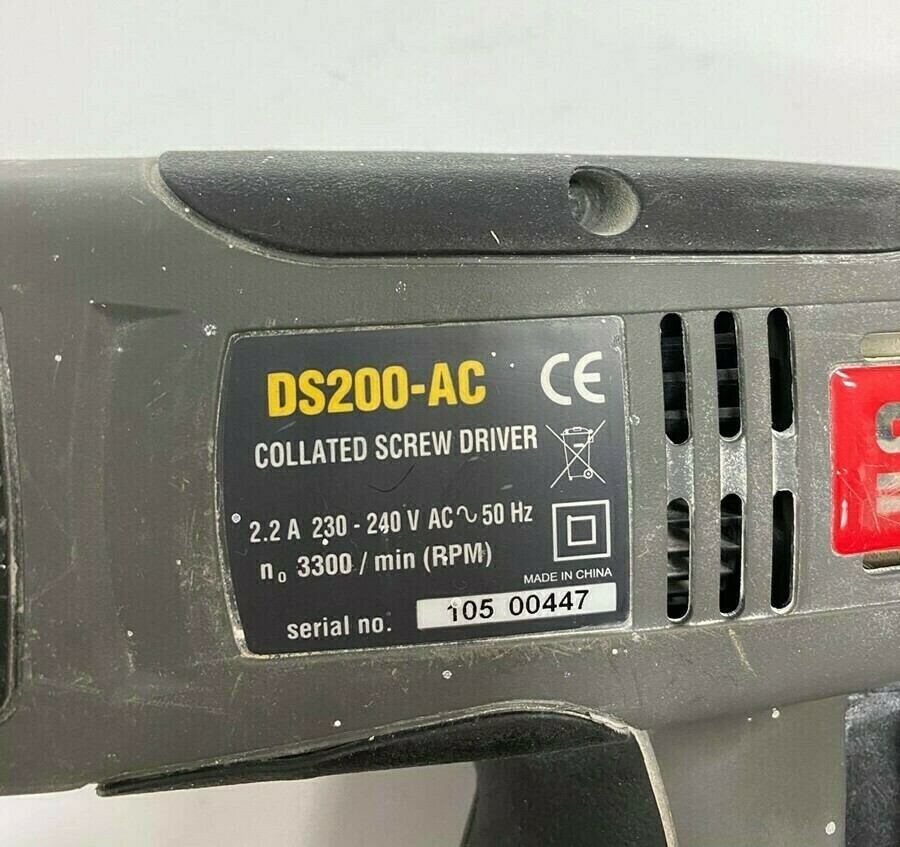 DS200-AC
CE
COLLATED SCREW DRIVER
2.2 A 230 - 240 V AC ∿ 50 Hz
n₀ 3300 / min (RPM)
MADE IN CHINA
serial no. 105 00447